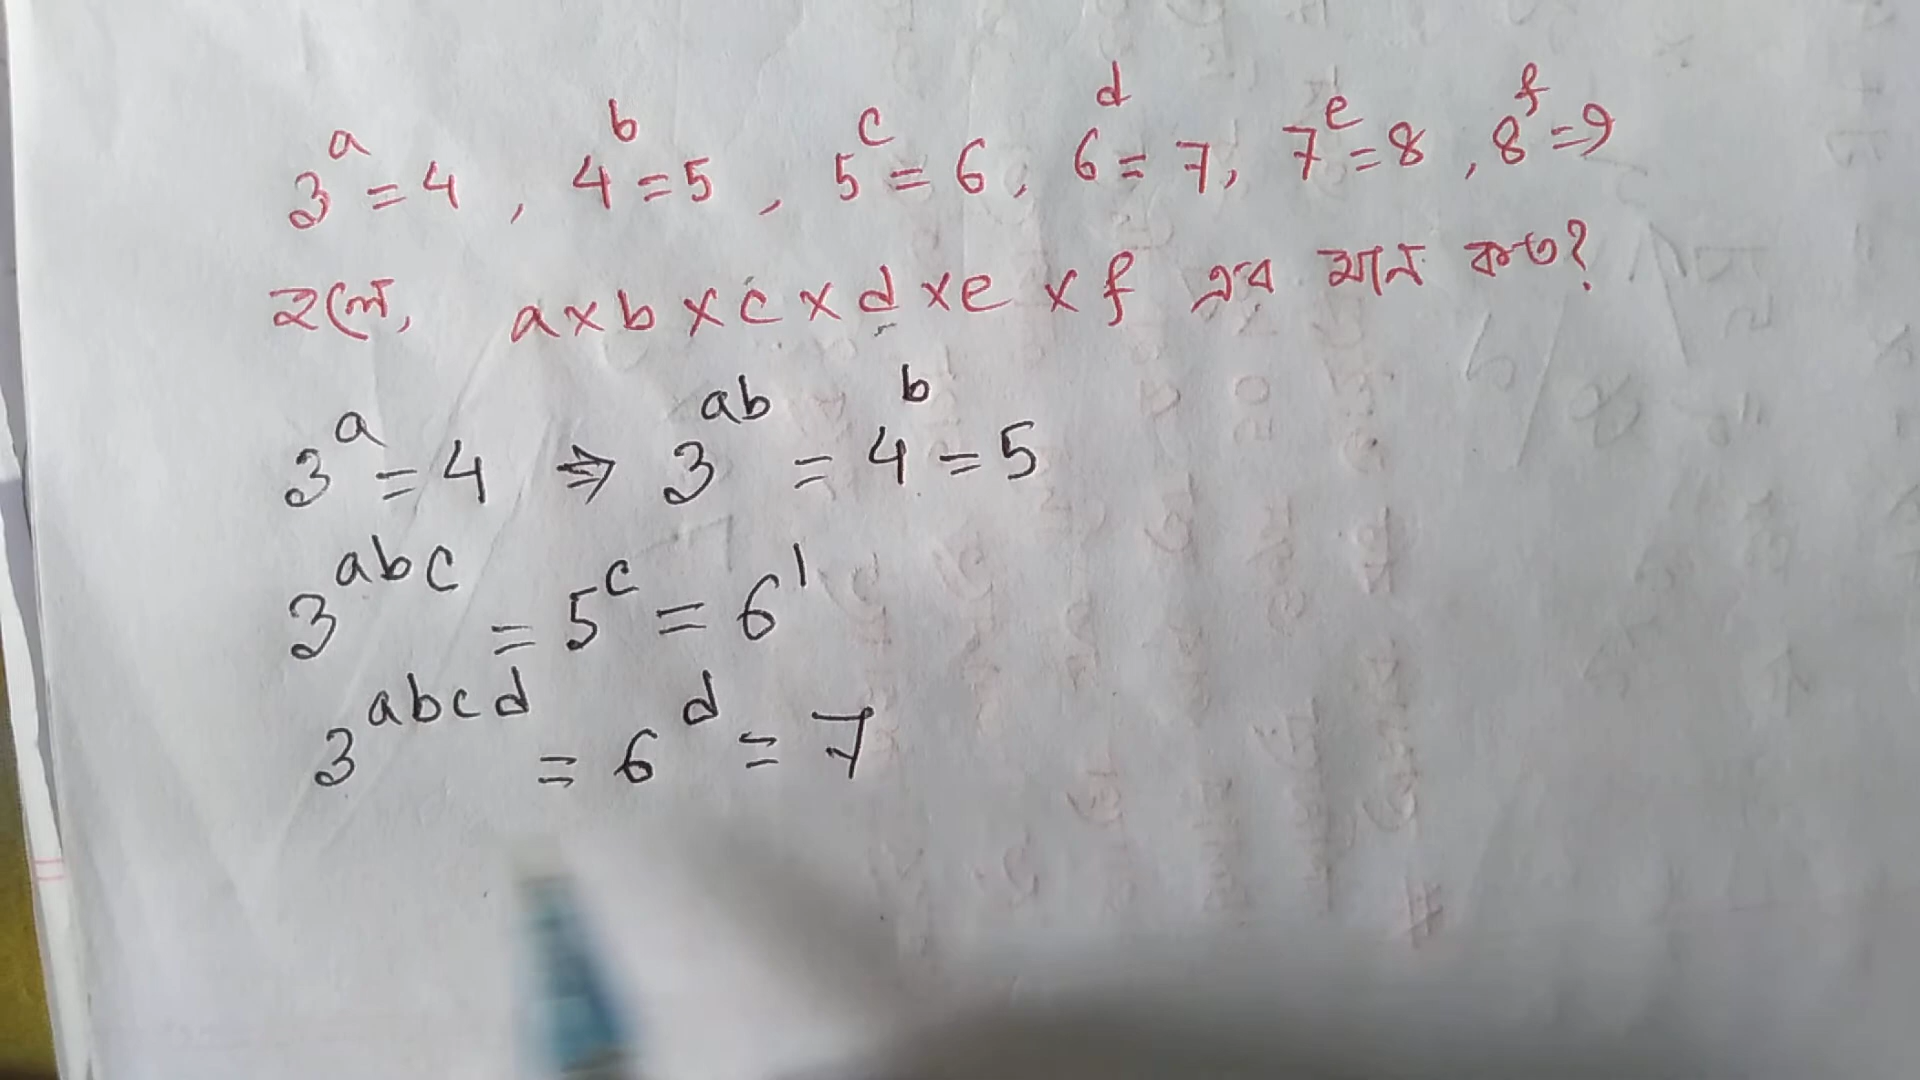 3^a = 4 , 4^b = 5 , 5^c = 6 , 6^d = 7 , 7^e = 8 , 8^f = 9
হলে, a × b × c × d × e × f এর মান কত?
3^a = 4 ⇒ 3^ab = 4^b = 5
3^abc = 5^c = 6^1
3^abcd = 6^d = 7